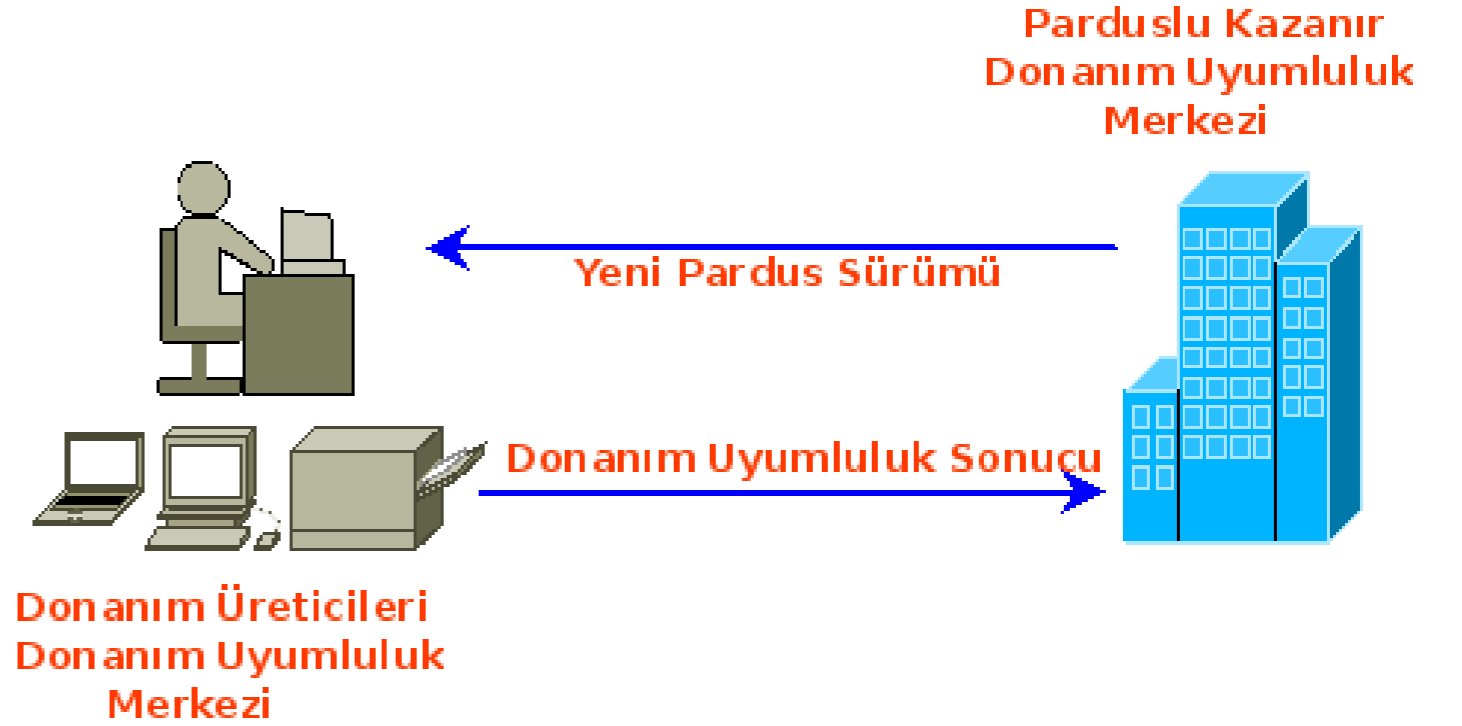 Parduslu Kazanır
Donanım Uyumluluk
Merkezi
Yeni Pardus Sürümü
Donanım Uyumluluk Sonucu
Donanım Üreticileri
Donanım Uyumluluk
Merkezi